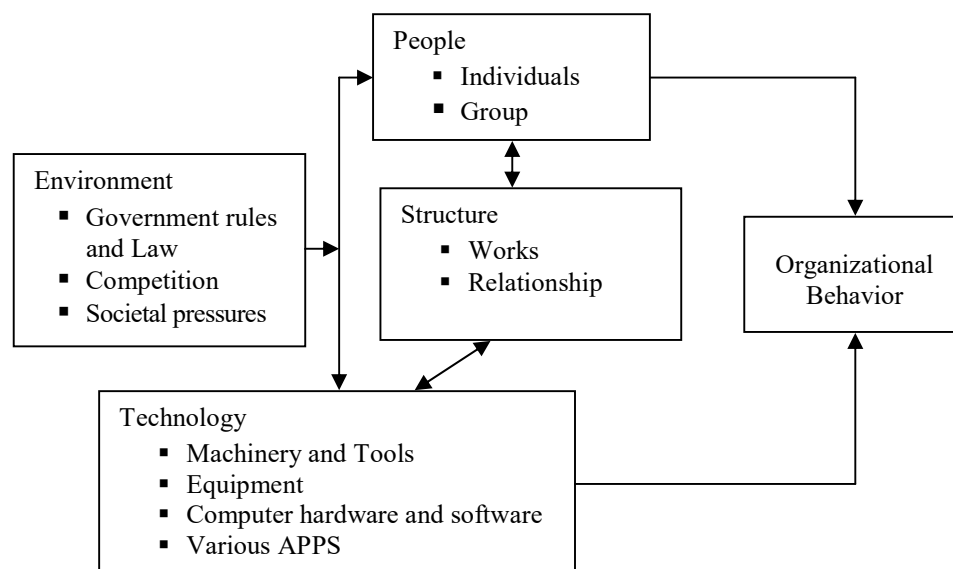 People
▪ Individuals
▪ Group
Environment
▪ Government rules
and Law
▪ Competition
▪ Societal pressures
Structure
▪ Works
▪ Relationship
Organizational
Behavior
Technology
▪ Machinery and Tools
▪ Equipment
▪ Computer hardware and software
▪ Various APPS